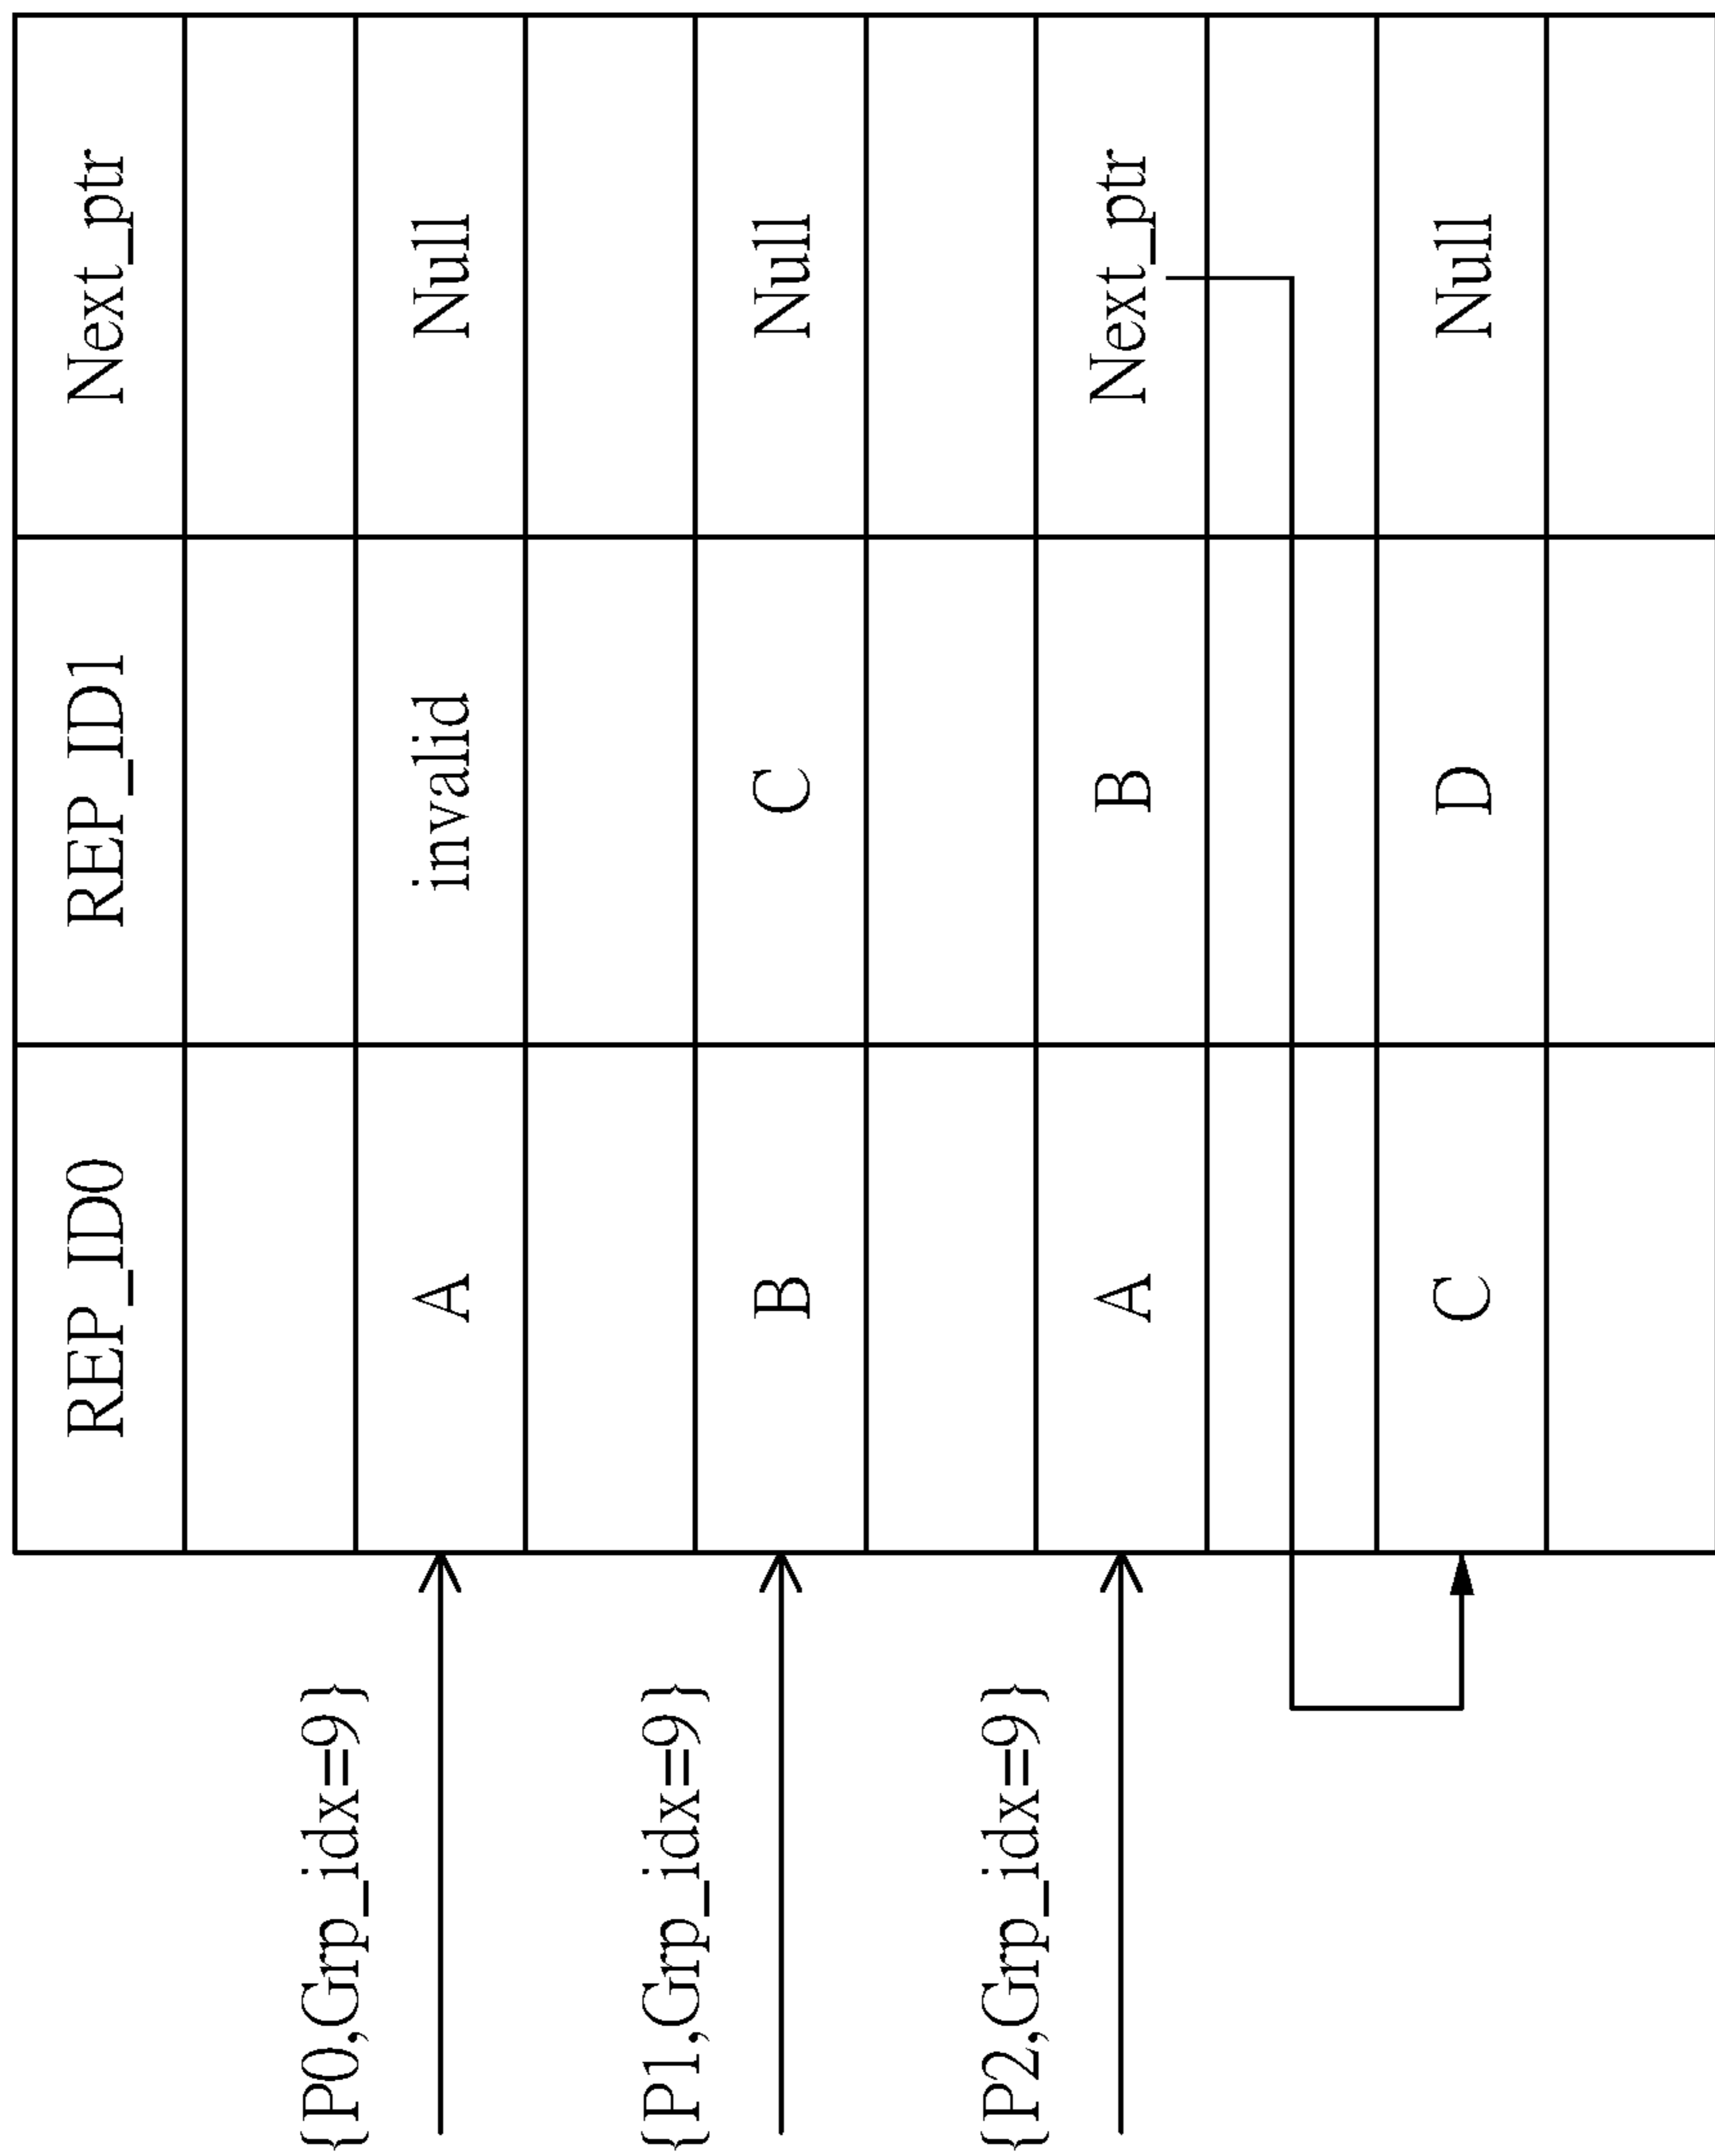 REP_ID0 REP_ID1 Next_ptr
{P0,Grp_idx=9} A invalid Null
{P1,Grp_idx=9} B C Null
{P2,Grp_idx=9} A B Next_ptr
C D Null